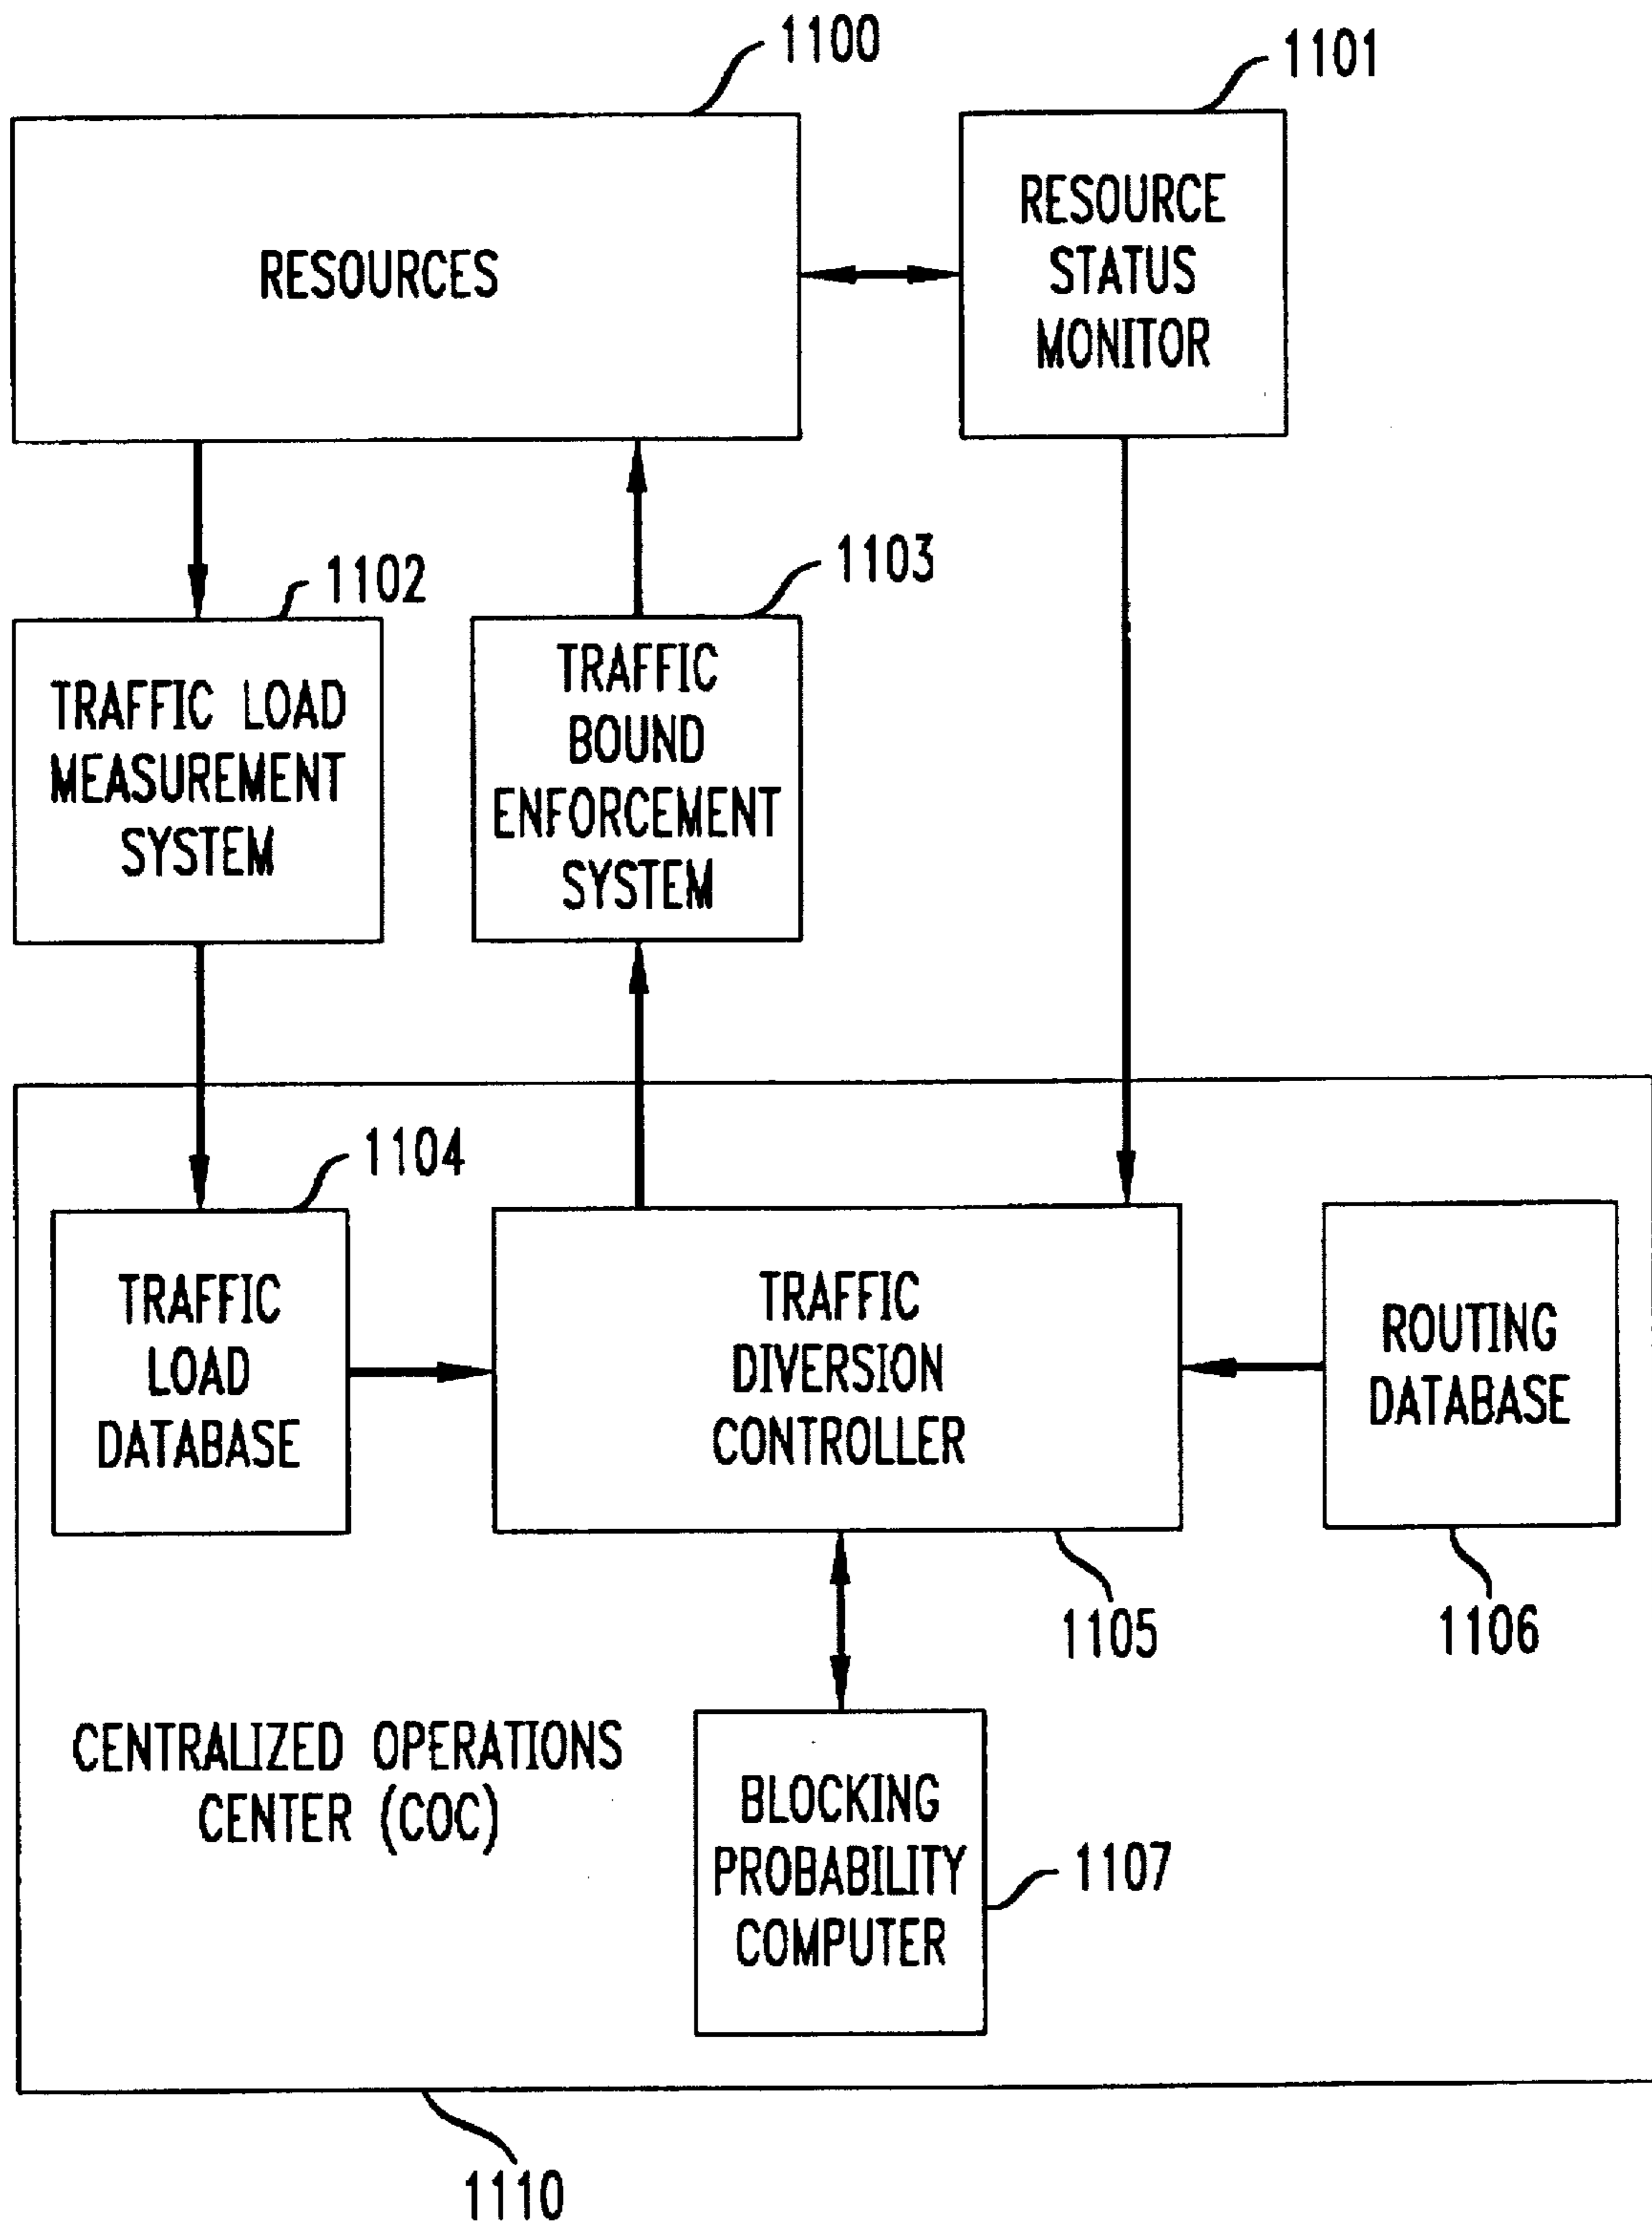 1100
1101
RESOURCES
RESOURCE
STATUS
MONITOR
1102
1103
TRAFFIC LOAD
MEASUREMENT
SYSTEM
TRAFFIC
BOUND
ENFORCEMENT
SYSTEM
1104
TRAFFIC
LOAD
DATABASE
TRAFFIC
DIVERSION
CONTROLLER
ROUTING
DATABASE
1105
1106
CENTRALIZED OPERATIONS
CENTER (COC)
BLOCKING
PROBABILITY
COMPUTER
1107
1110